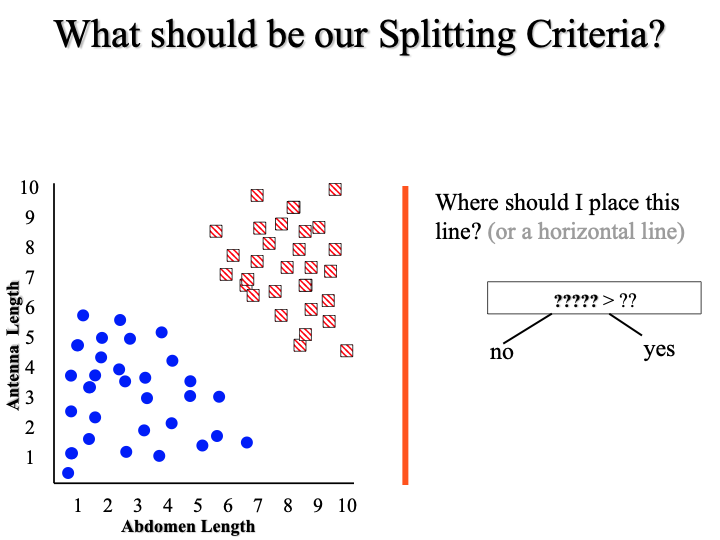 What should be our Splitting Criteria?
10
9
8
7
6
5
4
3
2
1
Antenna Length
1 2 3 4 5 6 7 8 9 10
Abdomen Length
Where should I place this
line? (or a horizontal line)
????? > ??
no
yes